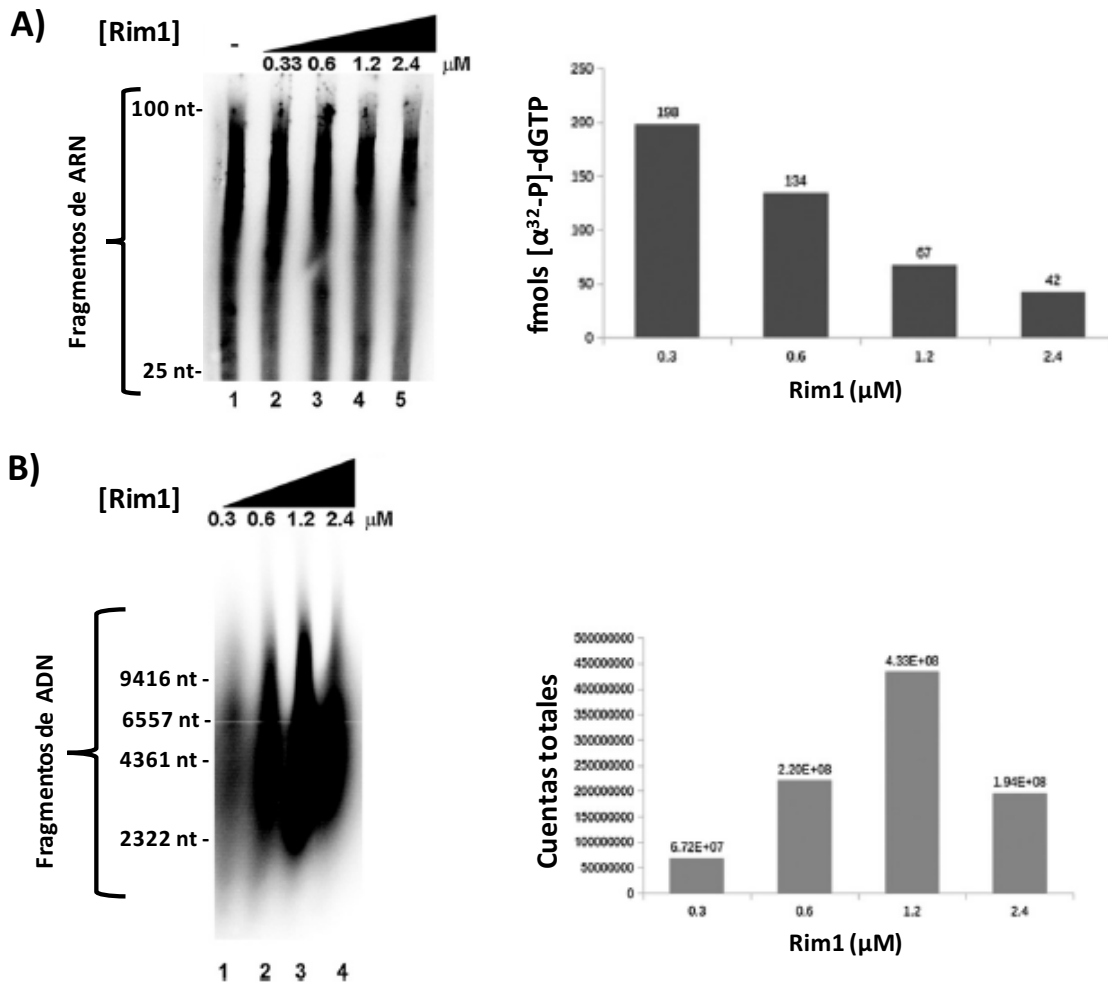 A)
[Rim1]
-
0.33 0.6 1.2 2.4 μM
Fragmentos de ARN
100 nt-
25 nt-
1 2 3 4 5
fmols [α³²-P]-dGTP
250
200
150
100
50
0
198
134
67
42
0.3 0.6 1.2 2.4
Rim1 (μM)
B)
[Rim1]
0.3 0.6 1.2 2.4 μM
Fragmentos de ADN
9416 nt -
6557 nt -
4361 nt -
2322 nt -
1 2 3 4
Cuentas totales
500000000
450000000
400000000
350000000
300000000
250000000
200000000
150000000
100000000
50000000
0
6.72E+07
2.20E+08
4.33E+08
1.94E+08
0.3 0.6 1.2 2.4
Rim1 (μM)